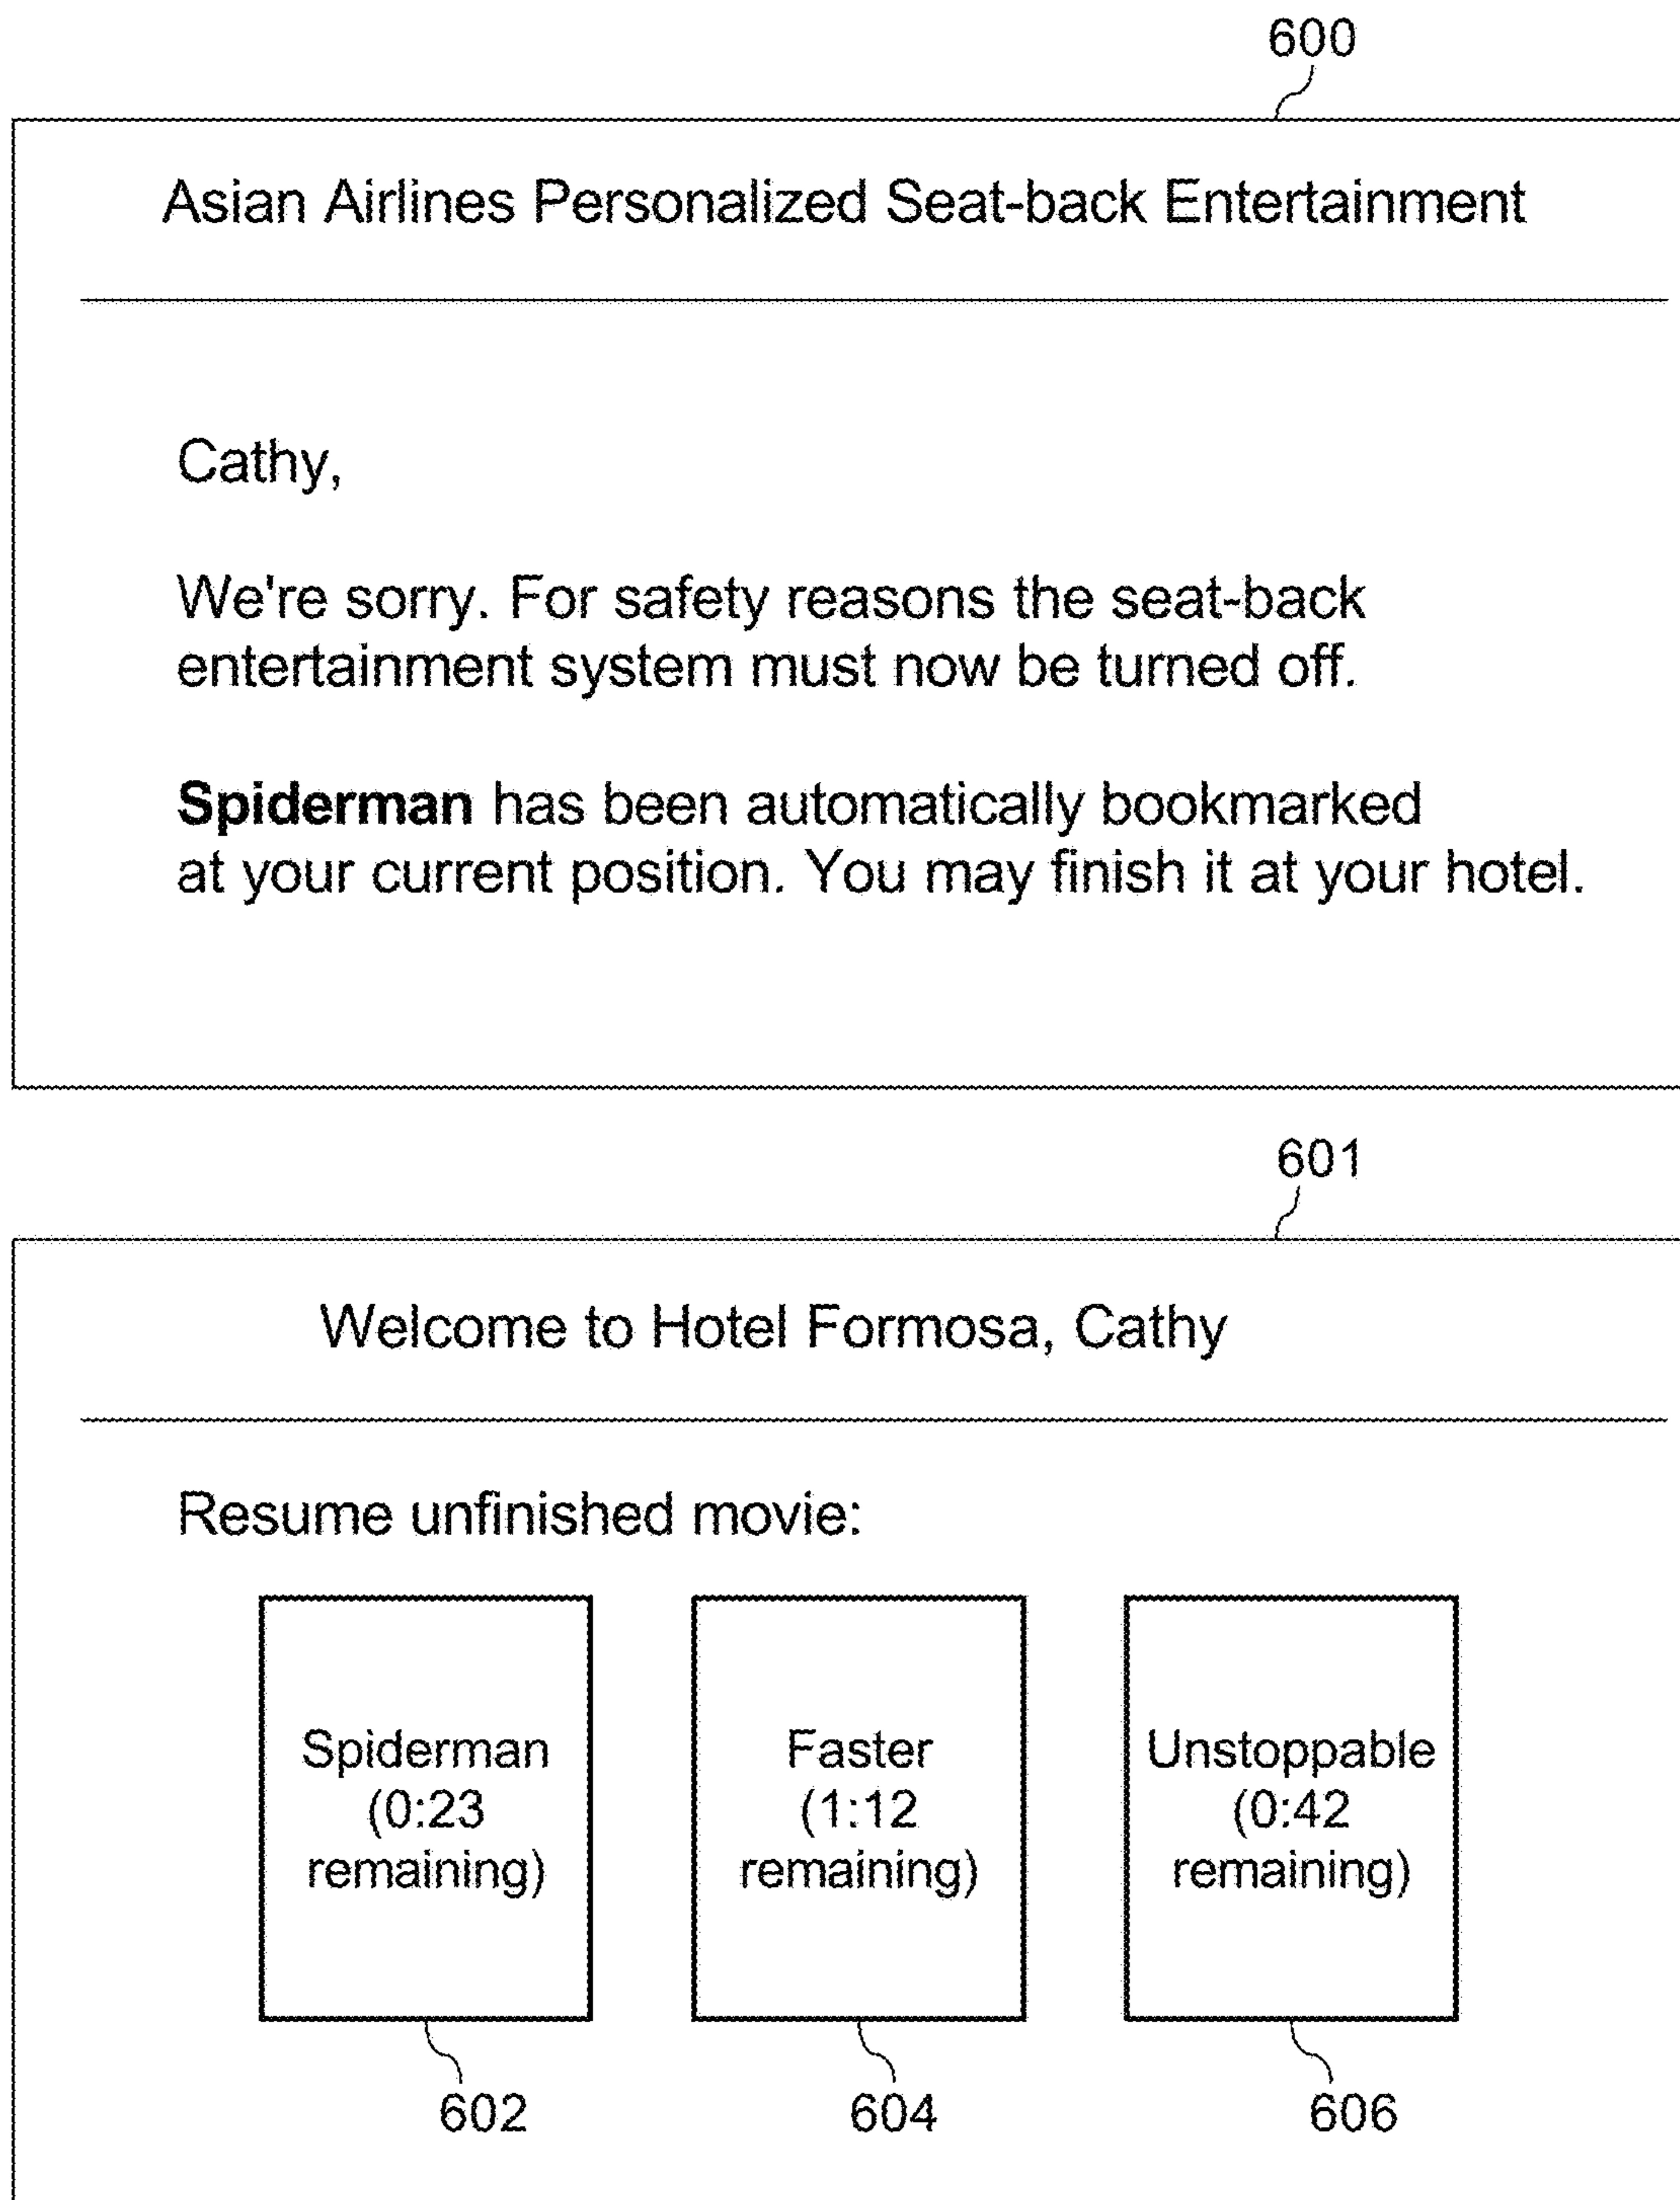 600
Asian Airlines Personalized Seat-back Entertainment
Cathy,
We're sorry. For safety reasons the seat-back
entertainment system must now be turned off.
Spiderman has been automatically bookmarked
at your current position. You may finish it at your hotel.
601
Welcome to Hotel Formosa, Cathy
Resume unfinished movie:
Spiderman
(0:23
remaining)
Faster
(1:12
remaining)
Unstoppable
(0:42
remaining)
602
604
606